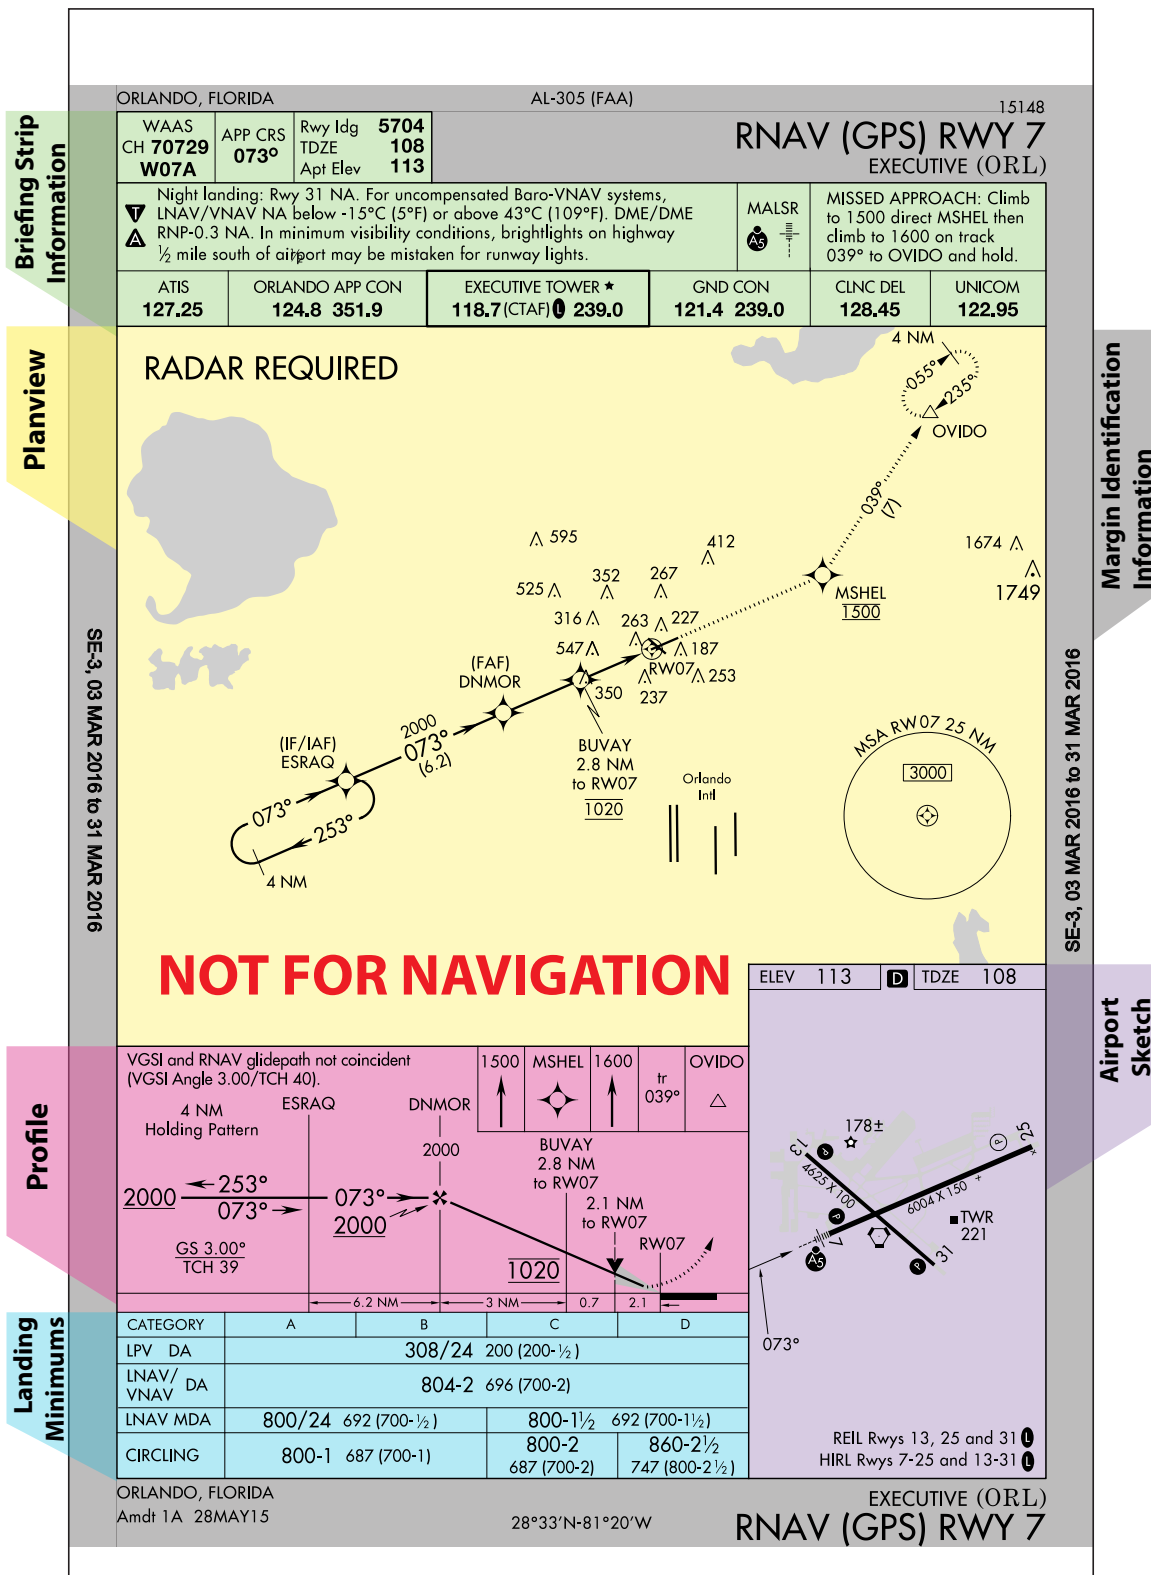 ORLANDO, FLORIDA
AL-305 (FAA)
15148
WAAS
CH 70729
W07A
APP CRS
073°
Rwy ldg 5704
TDZE 108
Apt Elev 113
RNAV (GPS) RWY 7
EXECUTIVE (ORL)
Briefing Strip
Information
T
A
Night landing: Rwy 31 NA. For uncompensated Baro-VNAV systems,
LNAV/VNAV NA below -15°C (5°F) or above 43°C (109°F). DME/DME
RNP-0.3 NA. In minimum visibility conditions, brightlights on highway
½ mile south of airport may be mistaken for runway lights.
MALSR
A5
MISSED APPROACH: Climb
to 1500 direct MSHEL then
climb to 1600 on track
039° to OVIDO and hold.
ATIS
127.25
ORLANDO APP CON
124.8 351.9
EXECUTIVE TOWER ★
118.7 (CTAF) L 239.0
GND CON
121.4 239.0
CLNC DEL
128.45
UNICOM
122.95
Planview
Margin Identification
Information
RADAR REQUIRED
4 NM
055°
235°
OVIDO
039°
(7)
595
412
1674
1749
525
352
267
MSHEL
1500
316
263
227
547
187
RW07
(FAF)
DNMOR
350
237
253
2000
073°
(6.2)
(IF/IAF)
ESRAQ
BUVAY
2.8 NM
to RW07
1020
Orlando
Intl
MSA RW07 25 NM
3000
073°
253°
4 NM
SE-3, 03 MAR 2016 to 31 MAR 2016
SE-3, 03 MAR 2016 to 31 MAR 2016
NOT FOR NAVIGATION
Airport
Sketch
ELEV 113
D
TDZE 108
178±
13
25
P
P
P
P
4625 X 100
6004 X 150
TWR
221
7
31
A5
073°
REIL Rwys 13, 25 and 31 L
HIRL Rwys 7-25 and 13-31 L
Profile
VGSI and RNAV glidepath not coincident
(VGSI Angle 3.00/TCH 40).
1500
MSHEL
1600
tr
039°
OVIDO
4 NM
Holding Pattern
ESRAQ
DNMOR
2000
BUVAY
2.8 NM
to RW07
2.1 NM
to RW07
RW07
2000
253°
073°
073°
2000
GS 3.00°
TCH 39
1020
6.2 NM
3 NM
0.7
2.1
Landing
Minimums
CATEGORY A B C D
LPV DA 308/24 200 (200-½)
LNAV/
VNAV DA 804-2 696 (700-2)
LNAV MDA 800/24 692 (700-½) 800-1½ 692 (700-1½)
CIRCLING 800-1 687 (700-1)
800-2
687 (700-2)
860-2½
747 (800-2½)
ORLANDO, FLORIDA
Amdt 1A 28MAY15
28°33'N-81°20'W
EXECUTIVE (ORL)
RNAV (GPS) RWY 7